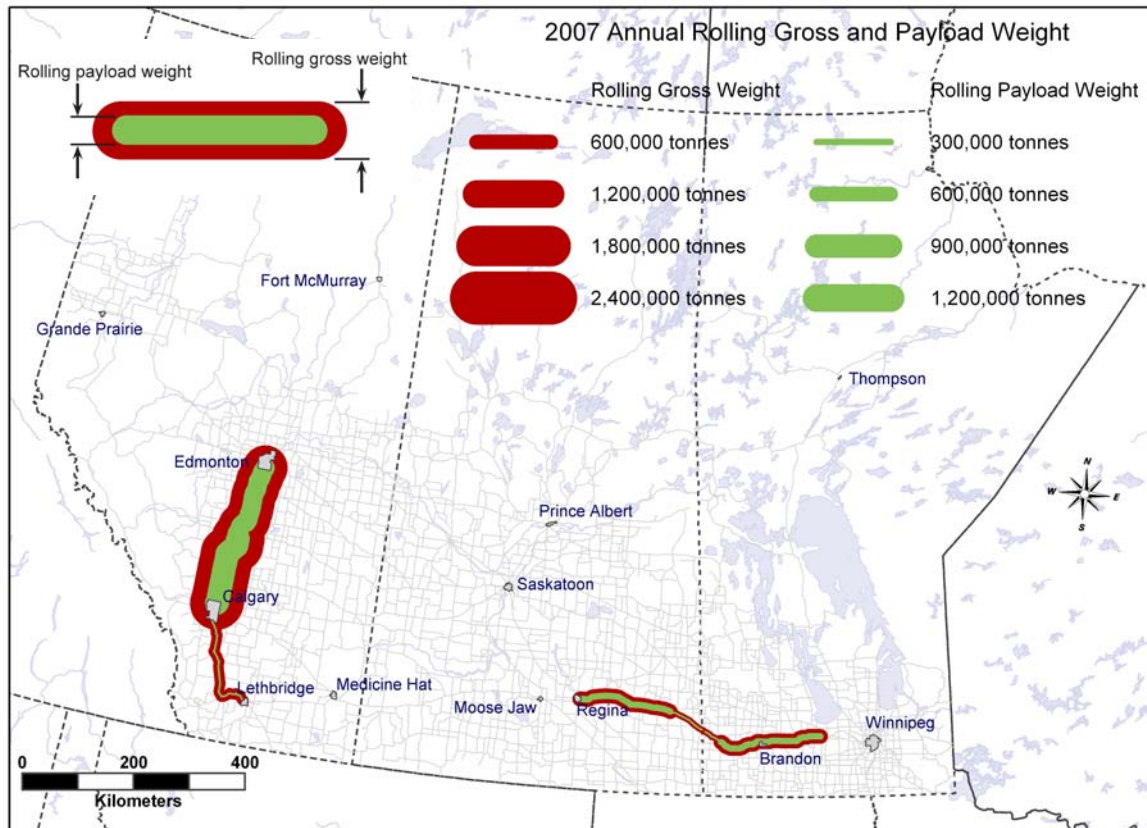 2007 Annual Rolling Gross and Payload Weight
Rolling payload weight
Rolling gross weight
Rolling Gross Weight
Rolling Payload Weight
600,000 tonnes
300,000 tonnes
1,200,000 tonnes
600,000 tonnes
1,800,000 tonnes
900,000 tonnes
2,400,000 tonnes
1,200,000 tonnes
Fort McMurray
Grande Prairie
Thompson
Edmonton
N
W
E
S
Prince Albert
Saskatoon
Calgary
Lethbridge
Medicine Hat
Moose Jaw
Regina
Winnipeg
Brandon
0 200 400
Kilometers